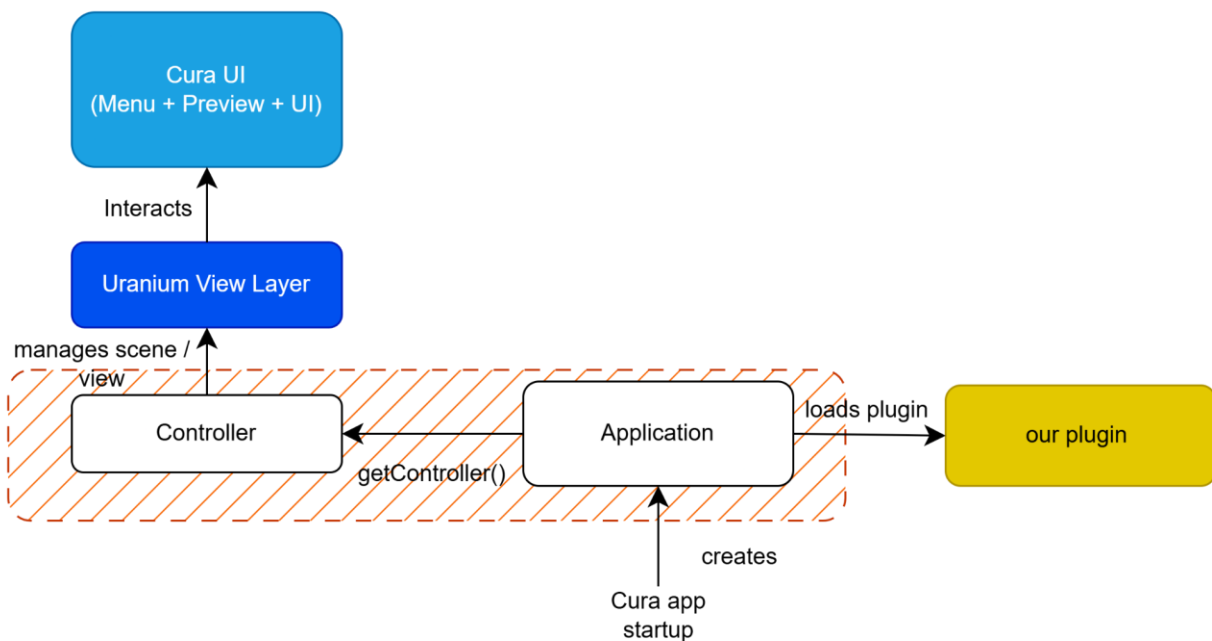 Cura UI
(Menu + Preview + UI)
Interacts
Uranium View Layer
manages scene /
view
Controller
getController()
Application
loads plugin
our plugin
creates
Cura app
startup